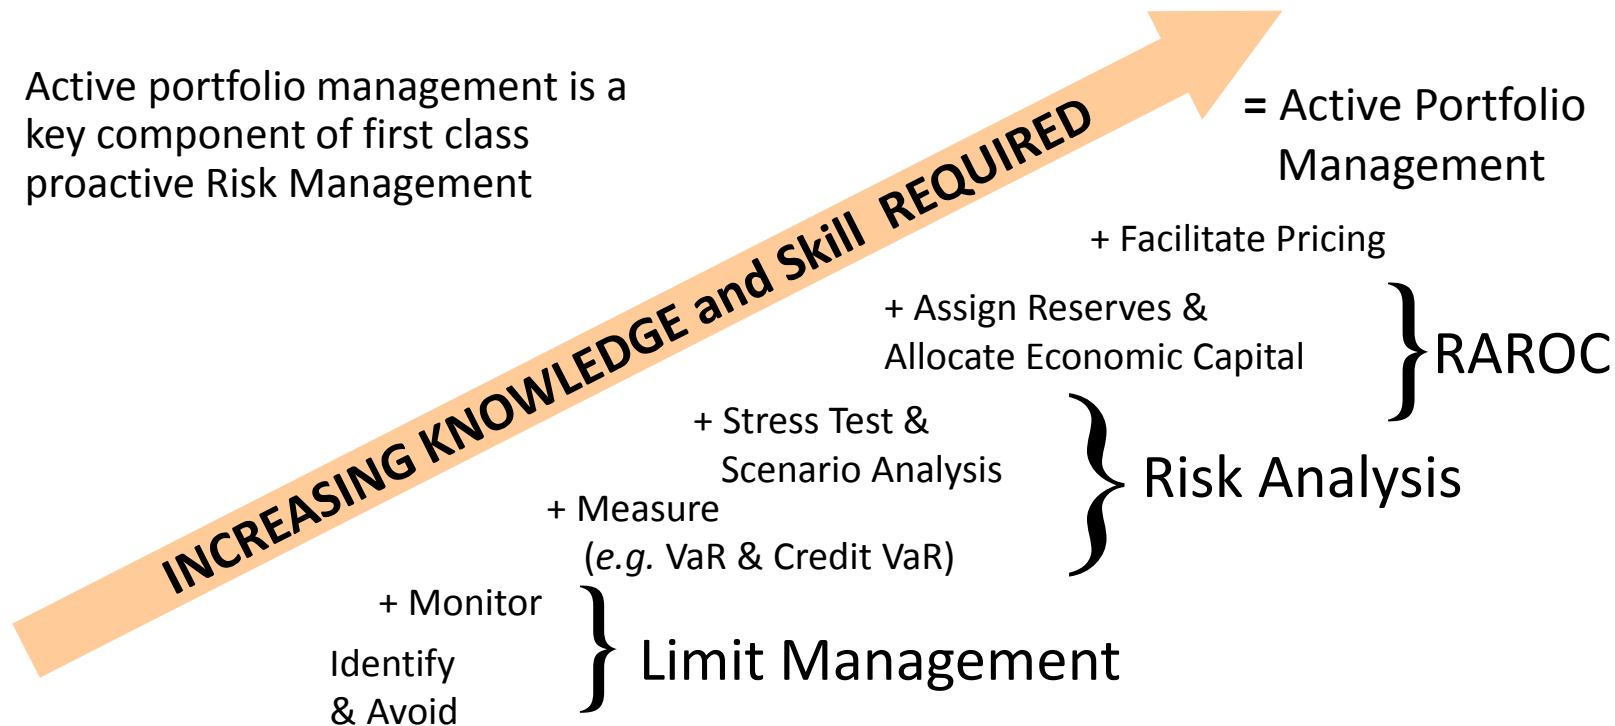 Active portfolio management is a
key component of first class
proactive Risk Management
INCREASING KNOWLEDGE and Skill REQUIRED
= Active Portfolio
Management
+ Facilitate Pricing
+ Assign Reserves &
Allocate Economic Capital
RAROC
+ Stress Test &
Scenario Analysis
+ Measure
(e.g. VaR & Credit VaR)
Risk Analysis
+ Monitor
Identify
& Avoid
Limit Management